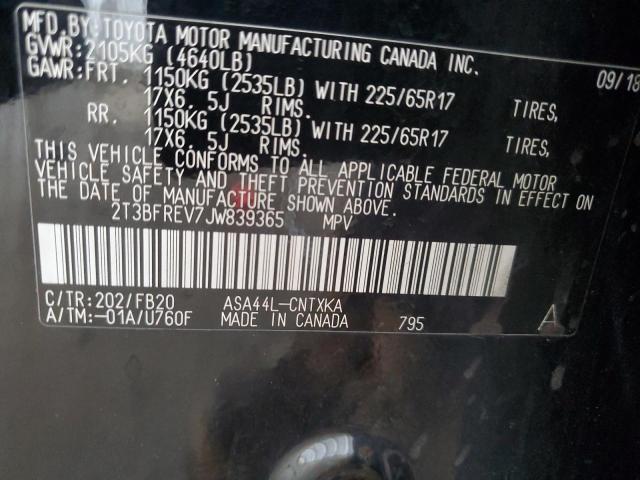 MFD.BY:TOYOTA MOTOR MANUFACTURING CANADA INC.
GVWR:2105KG (4640LB) 09/18
GAWR:FRT. 1150KG (2535LB) WITH 225/65R17 TIRES,
17X6.5J RIMS.
RR. 1150KG (2535LB) WITH 225/65R17 TIRES,
17X6.5J RIMS.
THIS VEHICLE CONFORMS TO ALL APPLICABLE FEDERAL MOTOR
VEHICLE SAFETY AND THEFT PREVENTION STANDARDS IN EFFECT ON
THE DATE OF MANUFACTURE SHOWN ABOVE.
2T3BFREV7JW839365 MPV
C/TR:202/FB20 ASA44L-CNTXKA
A/TM:-01A/U760F MADE IN CANADA 795 A